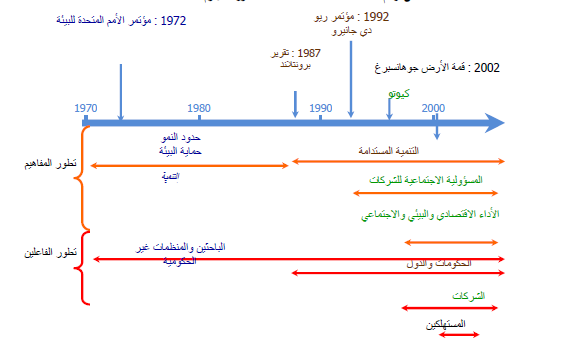 1992 : مؤتمر ريو
دي جانيرو
1972 : مؤتمر الأمم المتحدة للبيئة
1987 : تقرير
برونتلاند
2002 : قمة الأرض جوهانسبرغ
كيوتو
1970
1980
1990
2000
حدود النمو
حماية البيئة
التنمية
التنمية المستدامة
تطور المفاهيم
المسؤولية الاجتماعية للشركات
الأداء الاقتصادي والبيئي والاجتماعي
تطور الفاعلين
الباحثين والمنظمات غير
الحكومية
الحكومات والدول
الشركات
المستهلكين